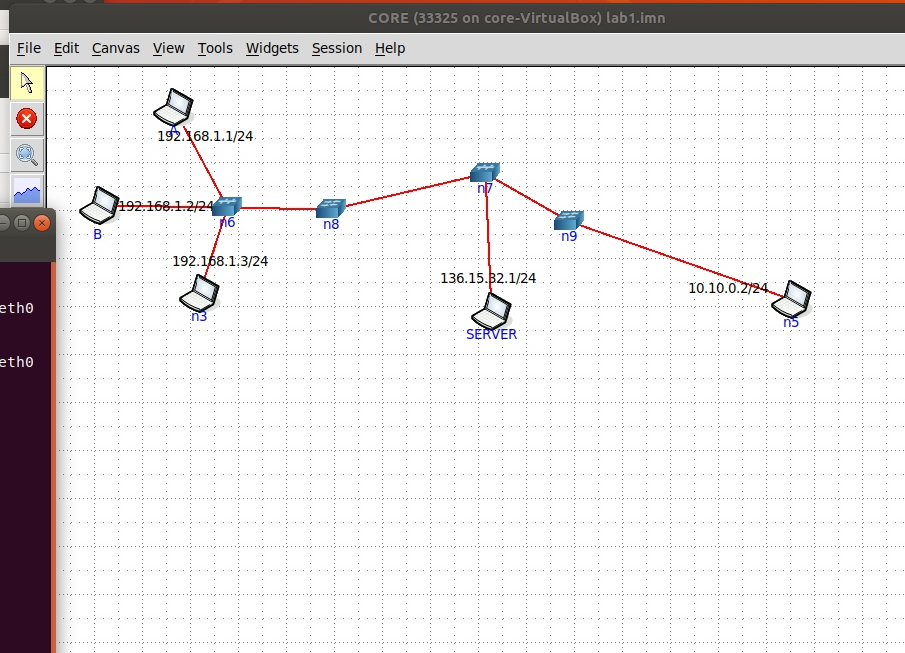 CORE (33325 on core-VirtualBox) lab1.imn
File Edit Canvas View Tools Widgets Session Help
A
192.168.1.1/24
192.168.1.2/24
B
n6
n8
n7
n9
192.168.1.3/24
n3
136.15.32.1/24
SERVER
10.10.0.2/24
n5
eth0
eth0